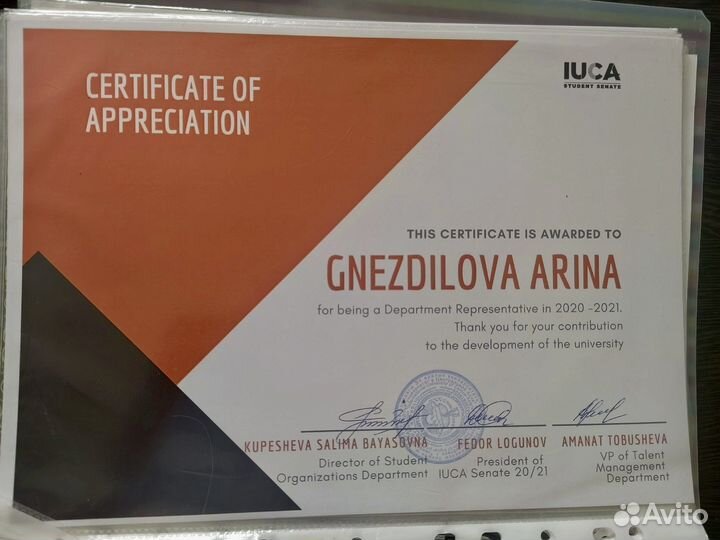 CERTIFICATE OF
APPRECIATION
IUCA
STUDENT SENATE
THIS CERTIFICATE IS AWARDED TO
GNEZDILOVA ARINA
for being a Department Representative in 2020 -2021.
Thank you for your contribution
to the development of the university
KUPESHEVA SALIMA BAYASOVNA
Director of Student
Organizations Department
FEDOR LOGUNOV
President of
IUCA Senate 20/21
AMANAT TOBUSHEVA
VP of Talent
Management
Department
Avito